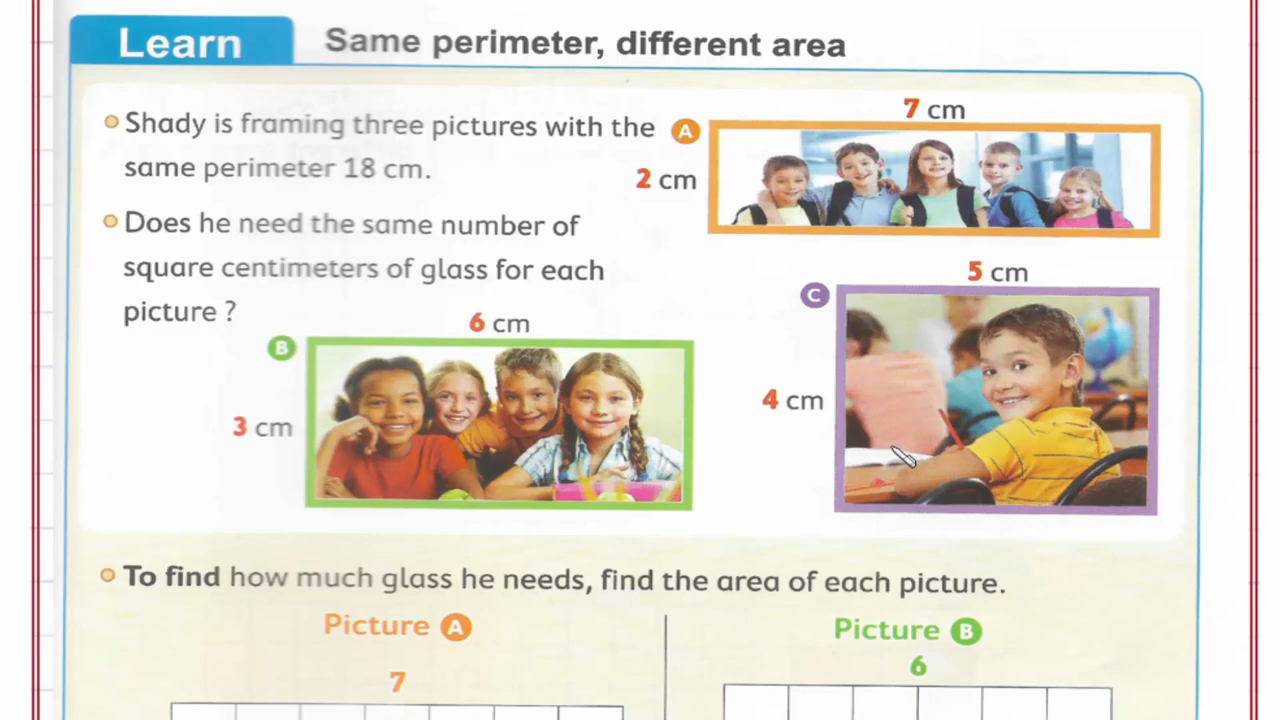 Learn
Same perimeter, different area
Shady is framing three pictures with the
same perimeter 18 cm.
Does he need the same number of
square centimeters of glass for each
picture ?
A
7 cm
2 cm
B
6 cm
3 cm
C
5 cm
4 cm
To find how much glass he needs, find the area of each picture.
Picture A
7
Picture B
6